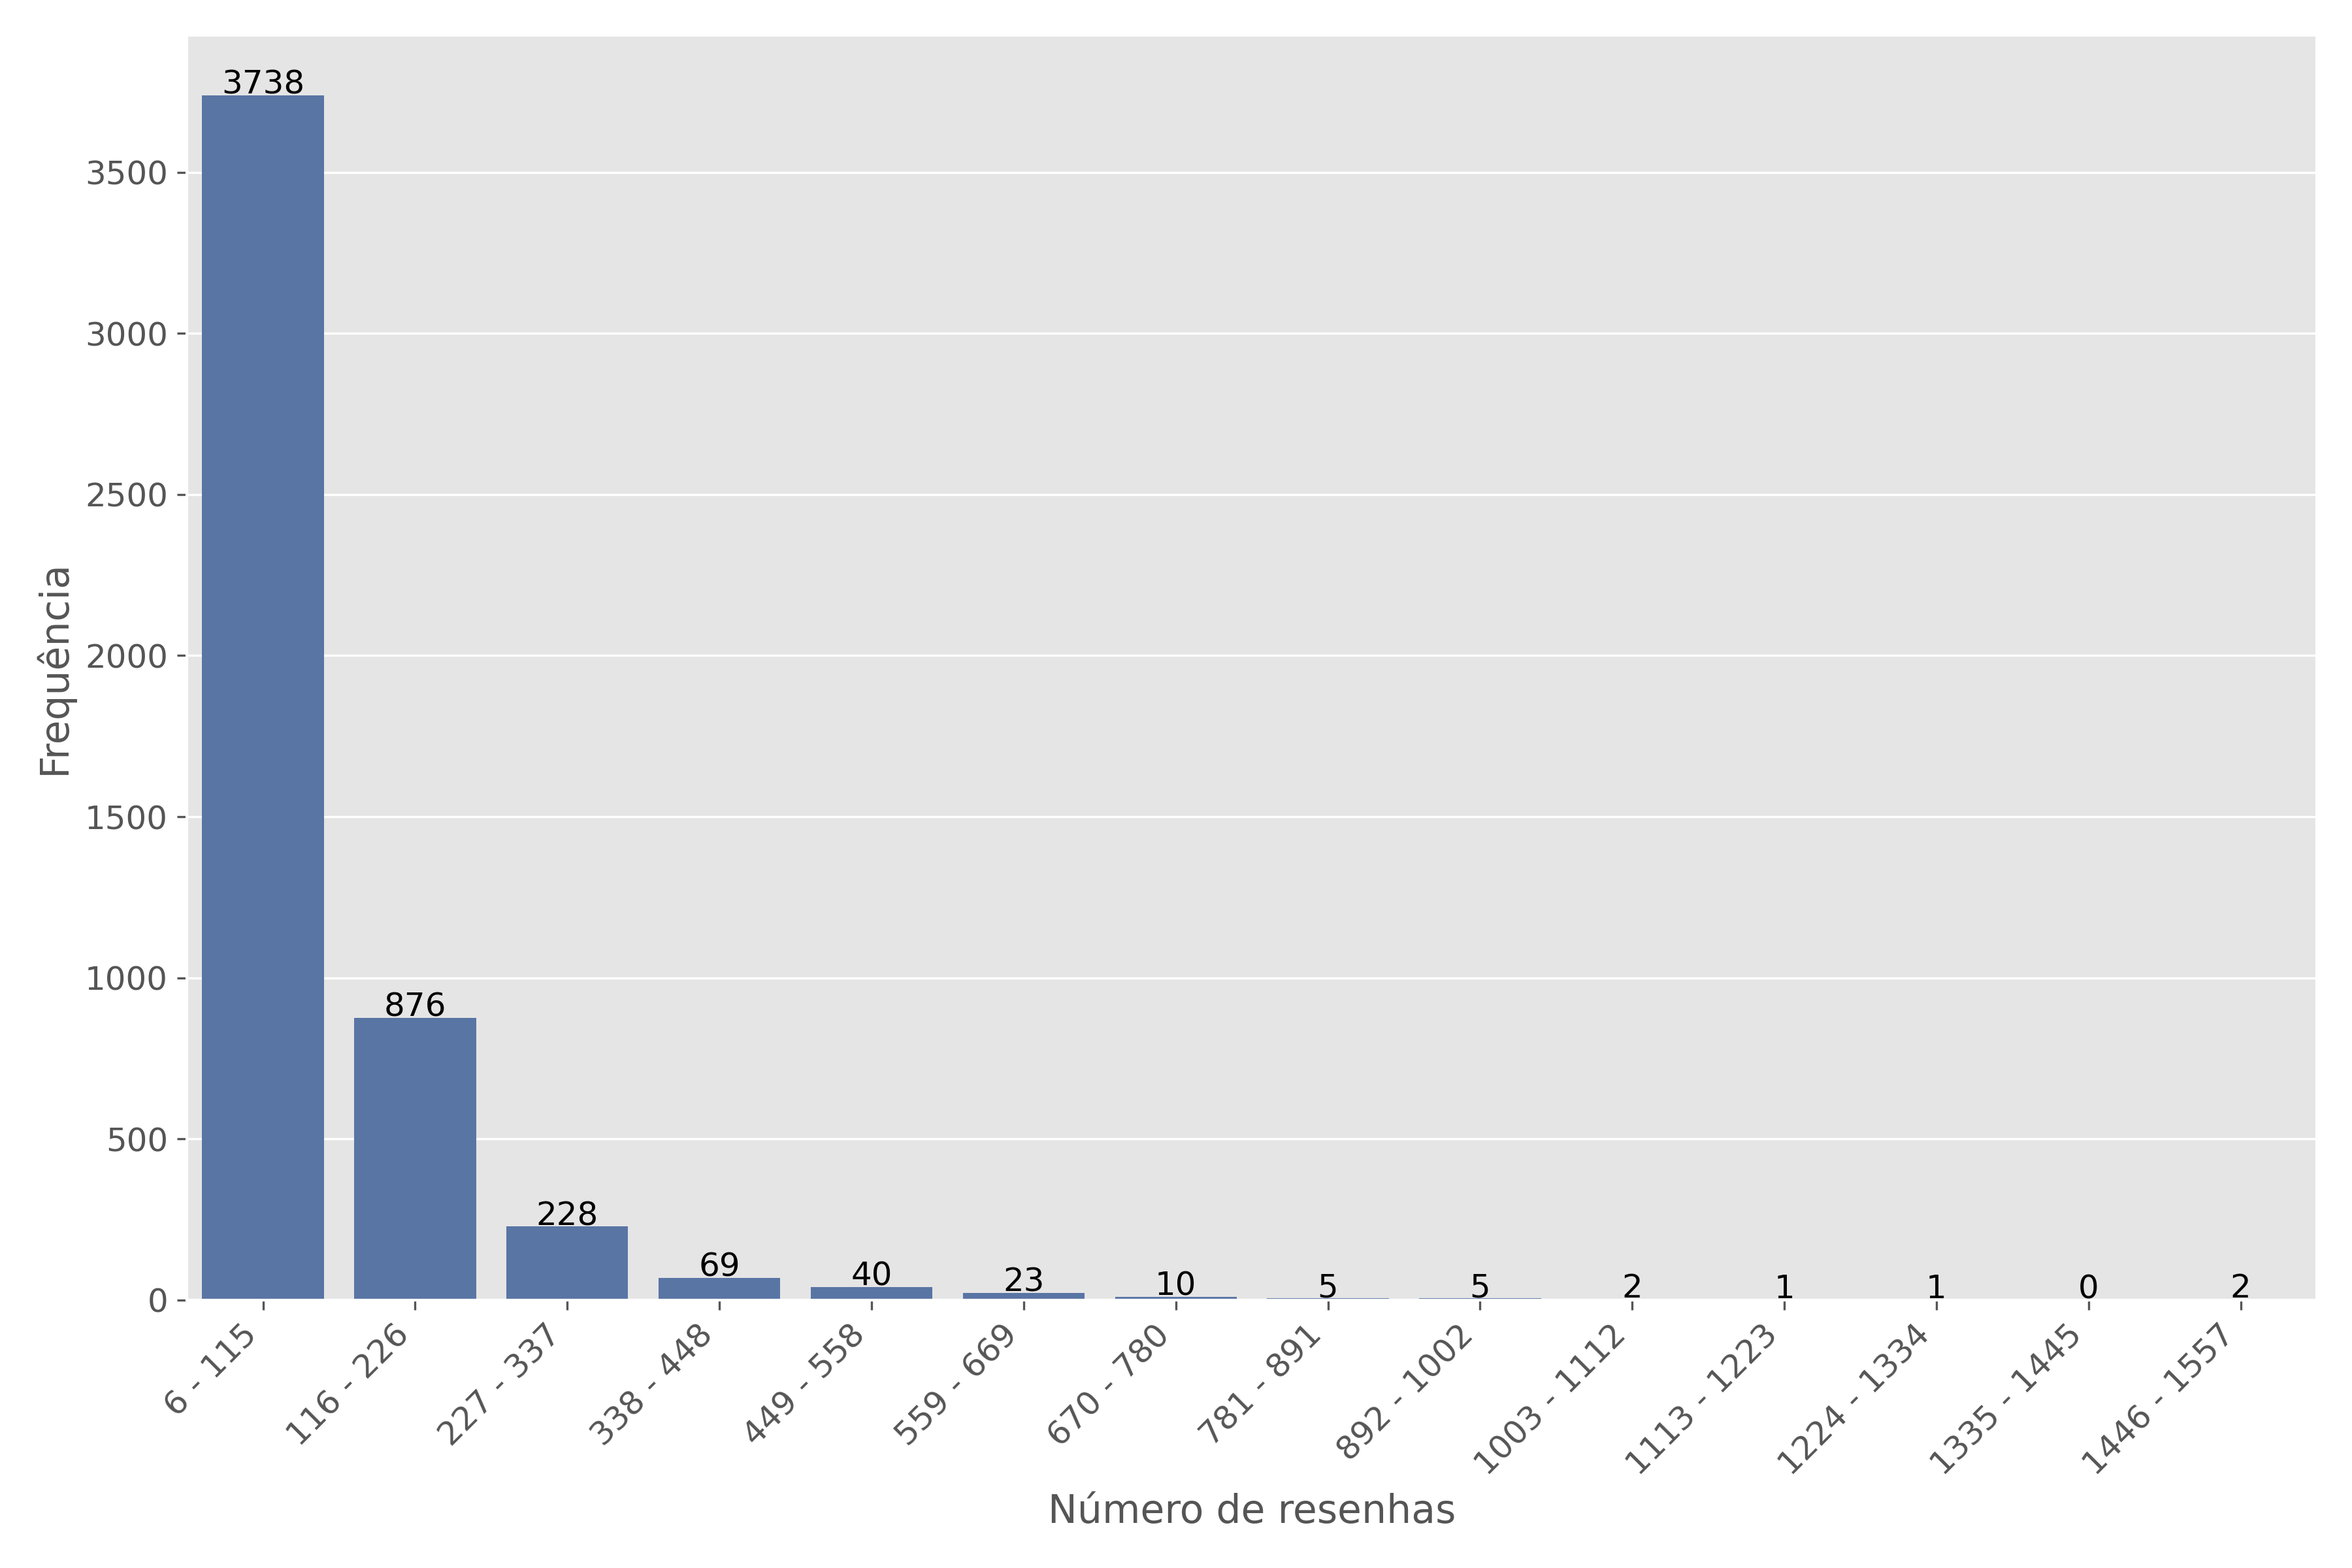 3738
3500
3000
2500
2000
1500
1000
500
0
Frequência
876
228
69
40
23
10
5
5
2
1
1
0
2
6 - 115
116 - 226
227 - 337
338 - 448
449 - 558
559 - 669
670 - 780
781 - 891
892 - 1002
1003 - 1112
1113 - 1223
1224 - 1334
1335 - 1445
1446 - 1557
Número de resenhas